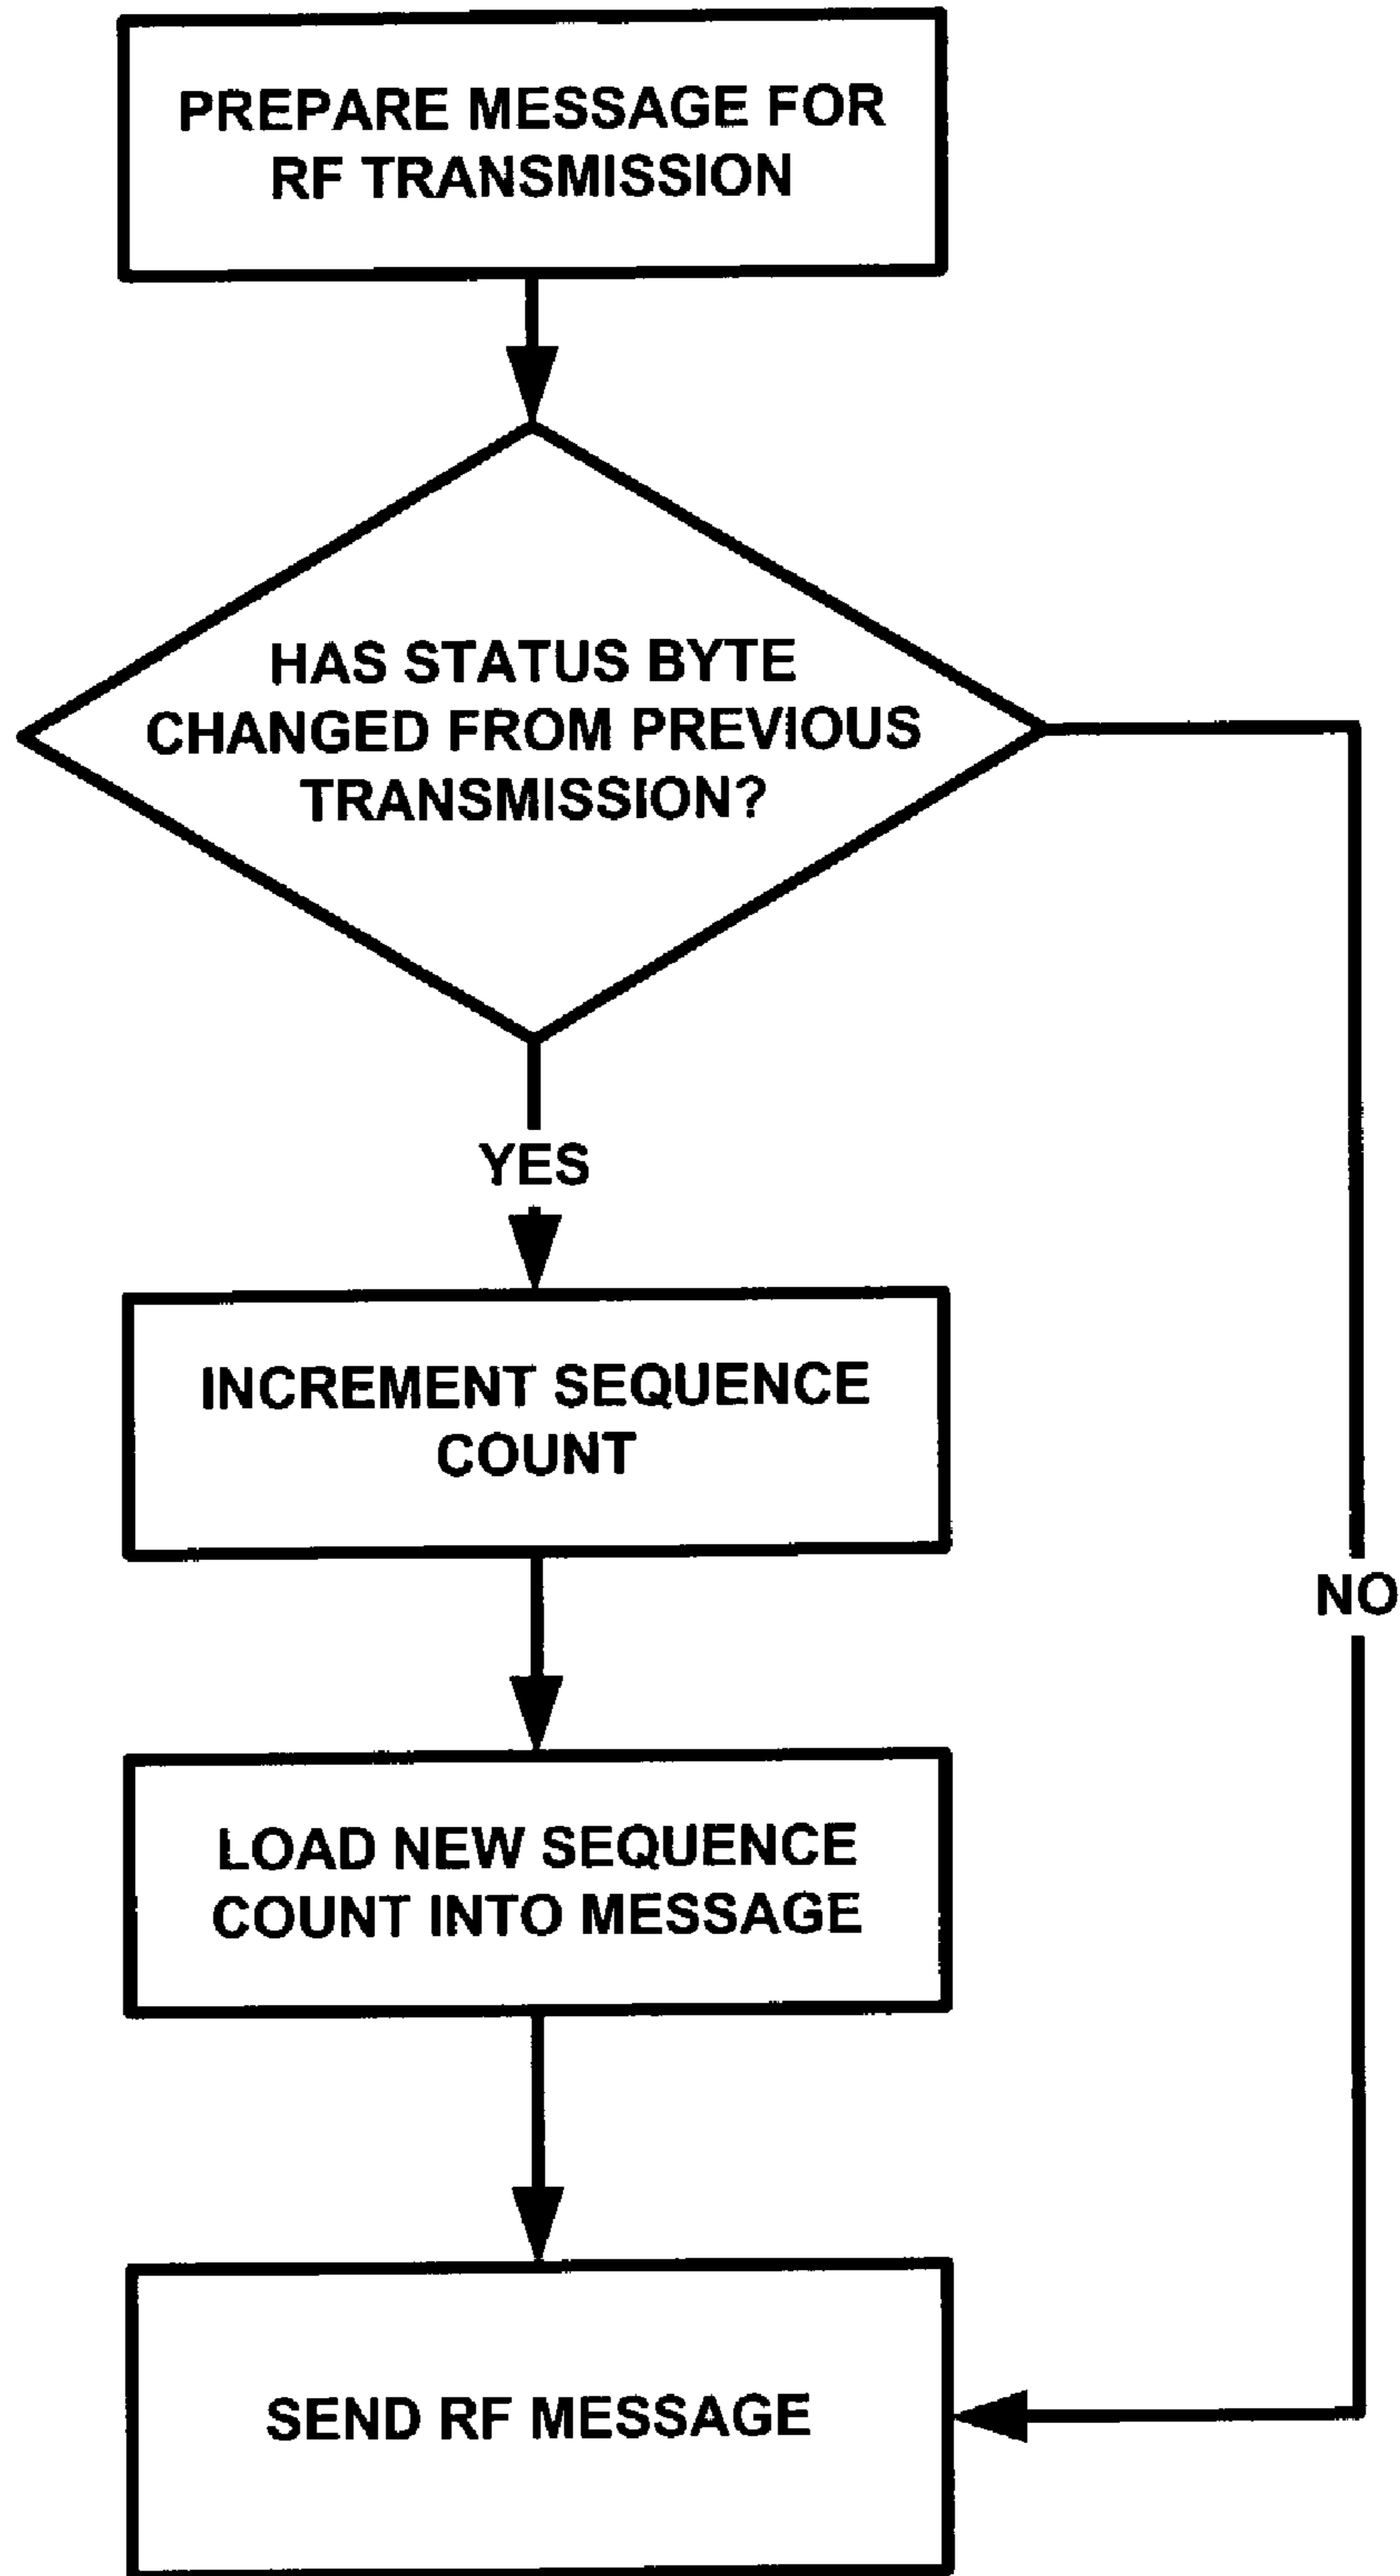 PREPARE MESSAGE FOR
RF TRANSMISSION
HAS STATUS BYTE
CHANGED FROM PREVIOUS
TRANSMISSION?
YES
INCREMENT SEQUENCE
COUNT
NO
LOAD NEW SEQUENCE
COUNT INTO MESSAGE
SEND RF MESSAGE